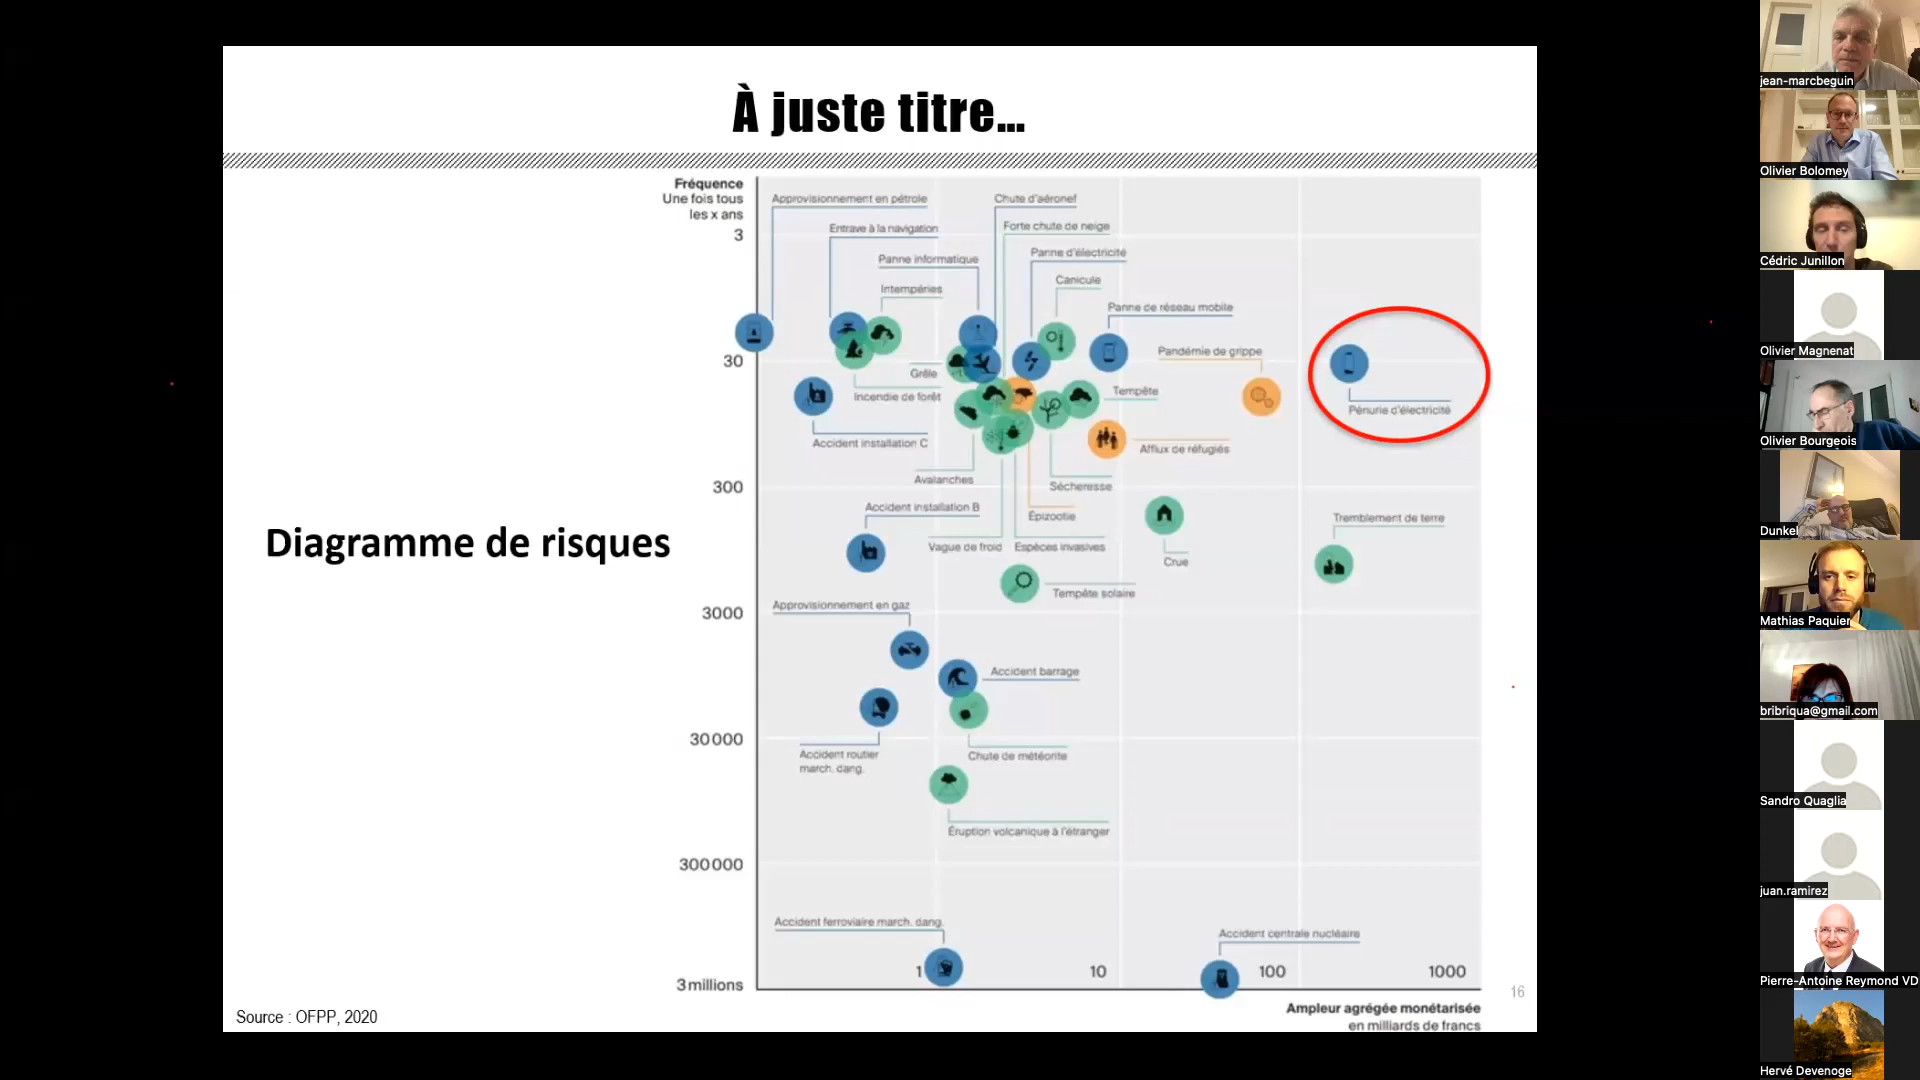 À juste titre...
Diagramme de risques
Fréquence
Une fois tous
les x ans
3
30
300
3000
30 000
300 000
3 millions
Approvisionnement en pétrole
Entrave à la navigation
Panne informatique
Intempéries
Chute d'aéronef
Forte chute de neige
Panne d'électricité
Canicule
Panne de réseau mobile
Pandémie de grippe
Pénurie d'électricité
Grêle
Incendie de forêt
Tempête
Accident installation C
Afflux de réfugiés
Avalanches
Sécheresse
Accident installation B
Épizootie
Vague de froid
Espèces invasives
Crue
Tremblement de terre
Tempête solaire
Approvisionnement en gaz
Accident barrage
Accident routier
march. dang.
Chute de météorite
Éruption volcanique à l'étranger
Accident ferroviaire march. dang.
Accident centrale nucléaire
1
10
100
1000
Ampleur agrégée monétarisée
en milliards de francs
16
Source : OFPP, 2020
jean-marcbeguin
Olivier Bolomey
Cédric Junillon
Olivier Magnenat
Olivier Bourgeois
Dunkel
Mathias Paquier
bribriqua@gmail.com
Sandro Quaglia
juan.ramirez
Pierre-Antoine Reymond VD
Hervé Devenoge